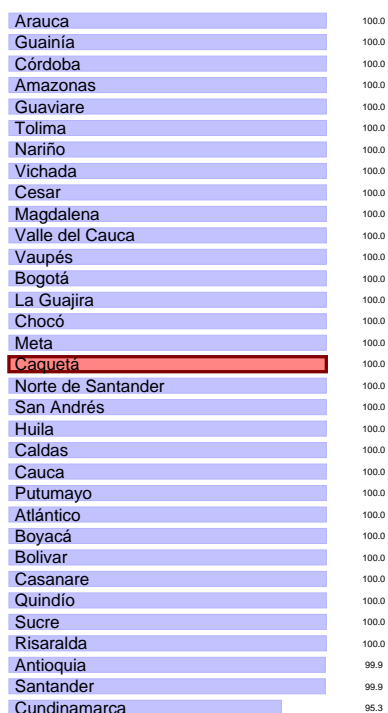 Arauca 100.0
Guainía 100.0
Córdoba 100.0
Amazonas 100.0
Guaviare 100.0
Tolima 100.0
Nariño 100.0
Vichada 100.0
Cesar 100.0
Magdalena 100.0
Valle del Cauca 100.0
Vaupés 100.0
Bogotá 100.0
La Guajira 100.0
Chocó 100.0
Meta 100.0
Caquetá 100.0
Norte de Santander 100.0
San Andrés 100.0
Huila 100.0
Caldas 100.0
Cauca 100.0
Putumayo 100.0
Atlántico 100.0
Boyacá 100.0
Bolivar 100.0
Casanare 100.0
Quindío 100.0
Sucre 100.0
Risaralda 100.0
Antioquia 99.9
Santander 99.9
Cundinamarca 95.3